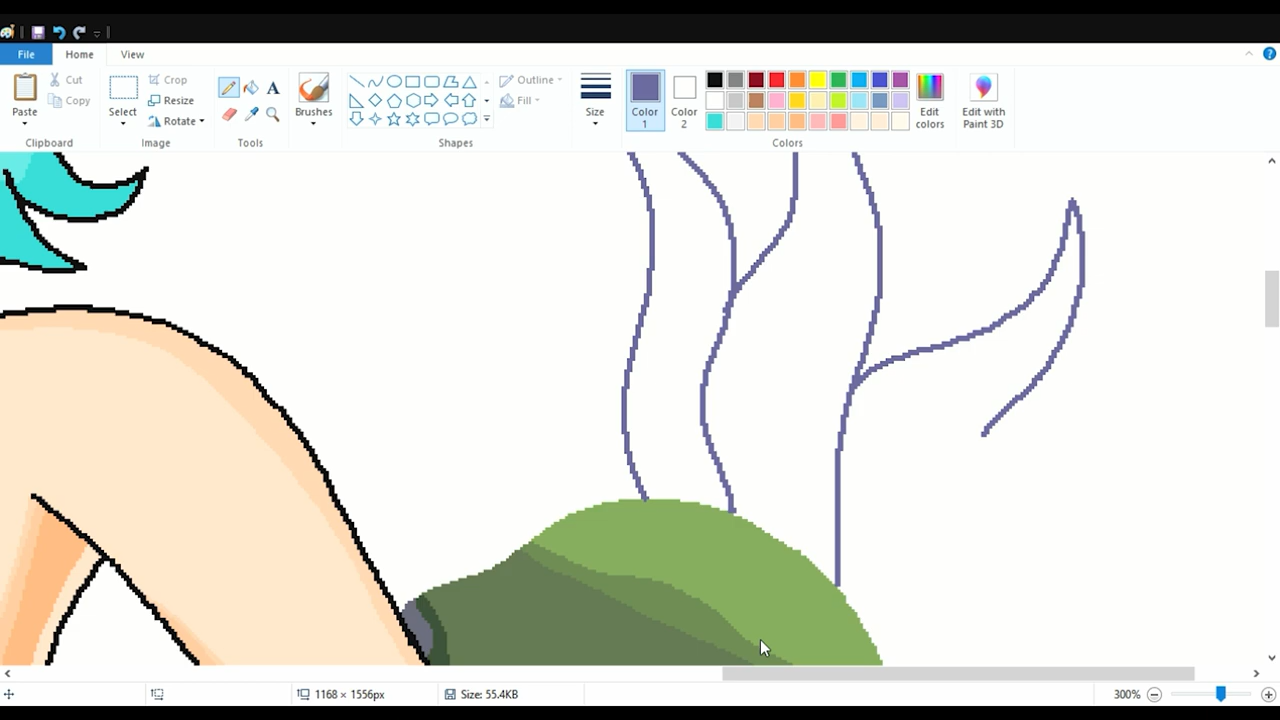 File Home View
Paste Cut Copy Clipboard
Select Crop Resize Rotate Image
A Tools
Brushes
Outline Fill Shapes
Size
Color 1 Color 2 Edit colors Colors
Edit with Paint 3D
1168 × 1556px Size: 55.4KB 300%